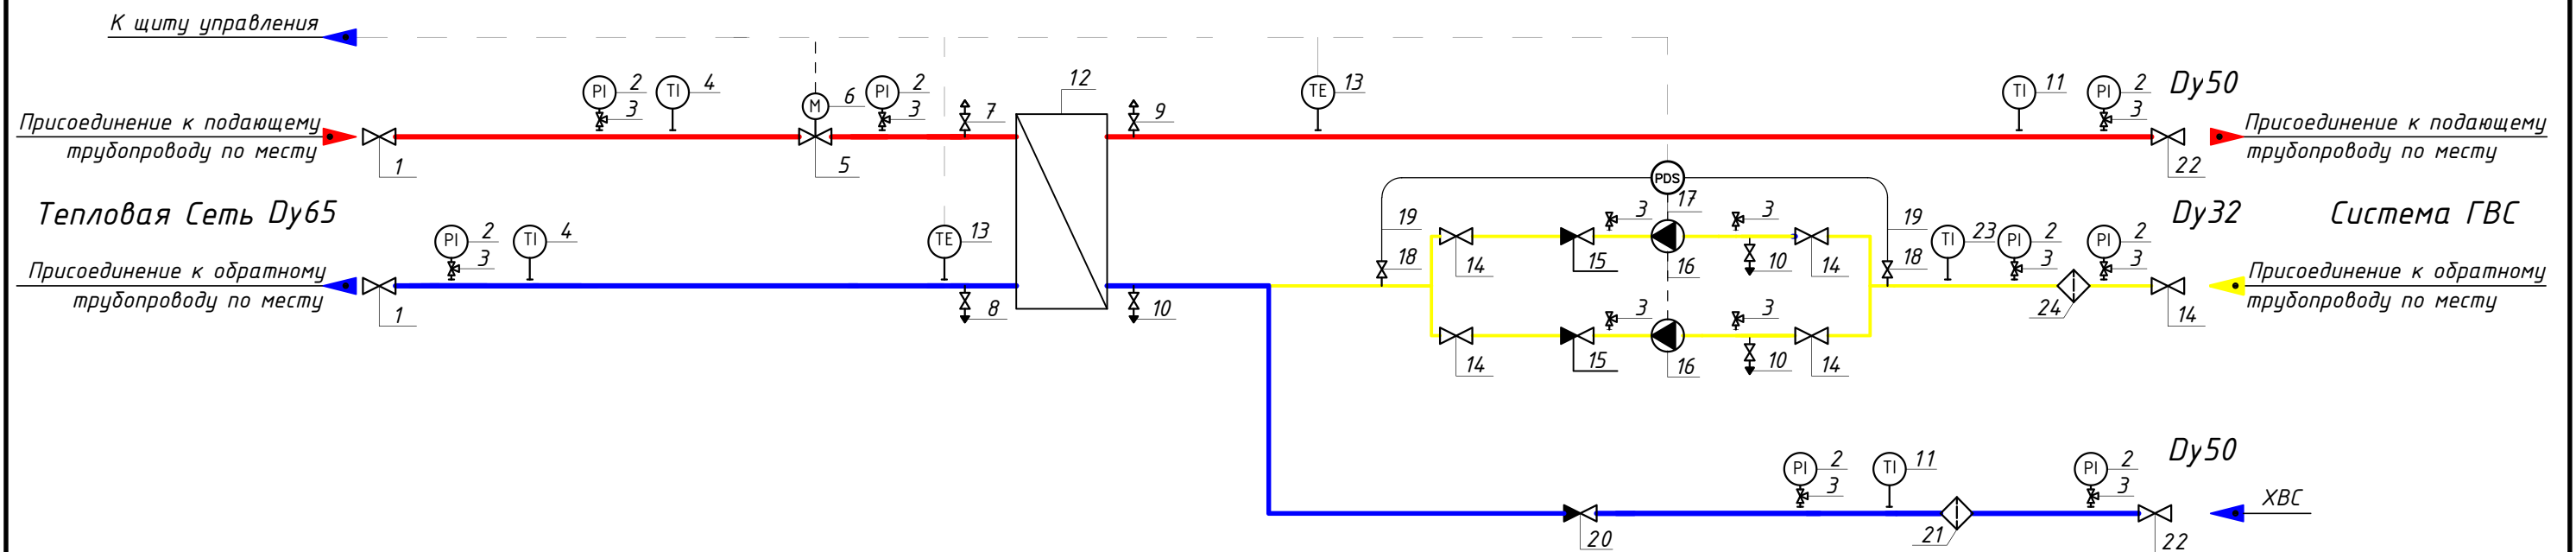 К щиту управления
PI 2
3
TI 4
M 6
5
PI 2
3
7
12
9
TE 13
TI 11
PI 2
3
Dy50
Присоединение к подающему
трубопроводу по месту
1
Присоединение к подающему
трубопроводу по месту
22
Тепловая Сеть Dy65
PI 2
3
TI 4
TE 13
PDS
17
19
18
3
3
14
15
16
10
14
19
18
TI 23
PI 2
3
PI 2
3
Dy32
Система ГВС
Присоединение к обратному
трубопроводу по месту
1
8
10
Присоединение к обратному
трубопроводу по месту
24
14
3
3
14
15
16
10
14
Dy50
PI 2
3
TI 11
PI 2
3
ХВС
20
21
22